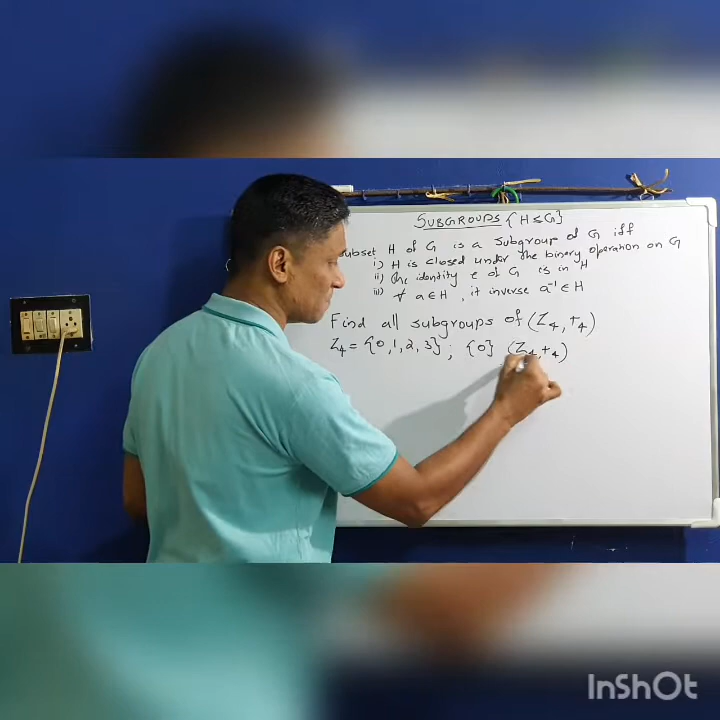 SUBGROUPS {H≤G}
subset H of G is a subgroup of G iff
i) H is closed under the binary operation on G
ii) the identity e of G is in H
iii) ∀ a∈H, it inverse a⁻¹∈H
Find all subgroups of (Z₄, +₄)
Z₄ = {0,1,2,3}; {0} (Z₄,+₄)
InShOt